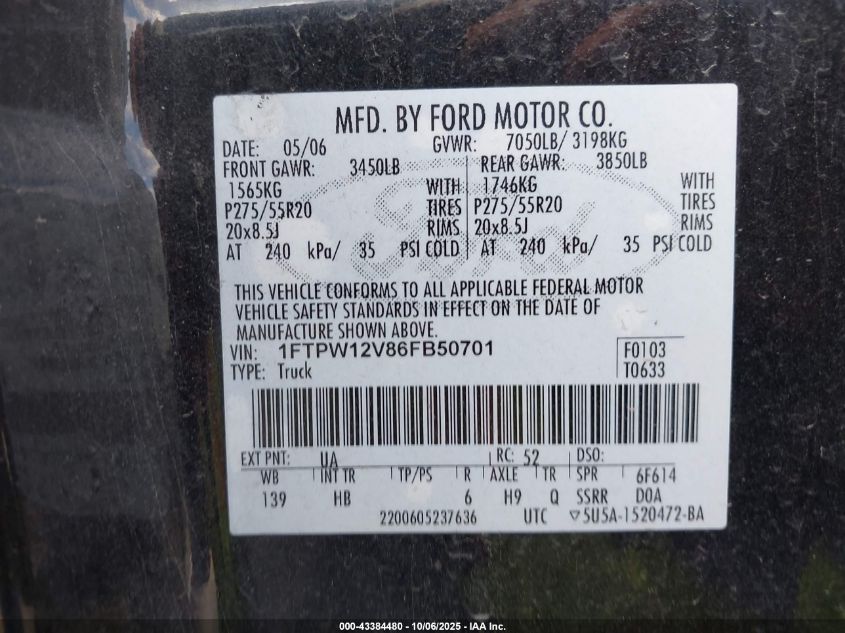 MFD. BY FORD MOTOR CO.
DATE: 05/06 GVWR: 7050LB/ 3198KG
FRONT GAWR: 3450LB REAR GAWR: 3850LB
1565KG WITH 1746KG WITH
P275/55R20 TIRES P275/55R20 TIRES
20x8.5J RIMS 20x8.5J RIMS
AT 240 kPa/ 35 PSI COLD AT 240 kPa/ 35 PSI COLD
Ford
THIS VEHICLE CONFORMS TO ALL APPLICABLE FEDERAL MOTOR
VEHICLE SAFETY STANDARDS IN EFFECT ON THE DATE OF
MANUFACTURE SHOWN ABOVE.
VIN: 1FTPW12V86FB50701 F0103
TYPE: Truck T0633
EXT PNT: UA RC: 52 DSO:
WB INT TR TP/PS R AXLE TR SPR 6F614
139 HB 6 H9 Q SSRR DOA
2200605237636 UTC ▽5U5A-1520472-BA
000-43384480 - 10/06/2025 - IAA Inc.